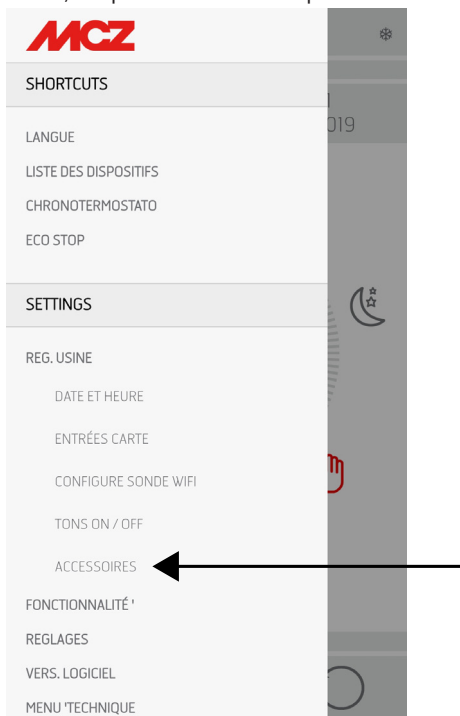 MCZ
SHORTCUTS
019
LANGUE
LISTE DES DISPOSITIFS
CHRONOTERMOSTATO
ECO STOP
SETTINGS
REG. USINE
DATE ET HEURE
ENTRÉES CARTE
CONFIGURE SONDE WIFI
TONS ON / OFF
ACCESSOIRES
FONCTIONNALITÉ '
REGLAGES
VERS. LOGICIEL
MENU 'TECHNIQUE